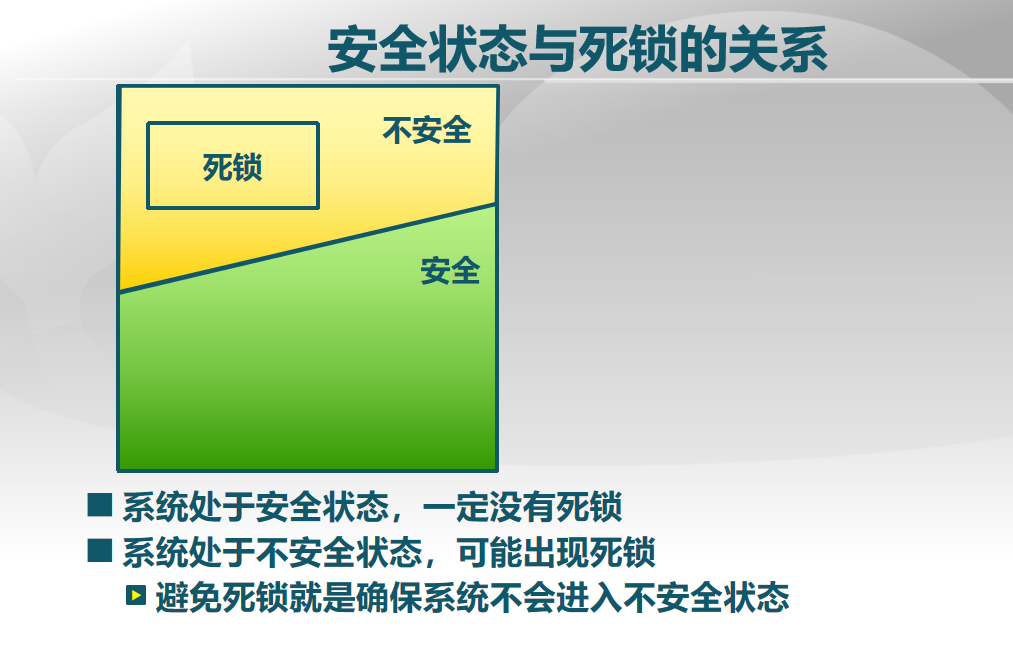 安全状态与死锁的关系
不安全
死锁
安全
系统处于安全状态，一定没有死锁
系统处于不安全状态，可能出现死锁
避免死锁就是确保系统不会进入不安全状态